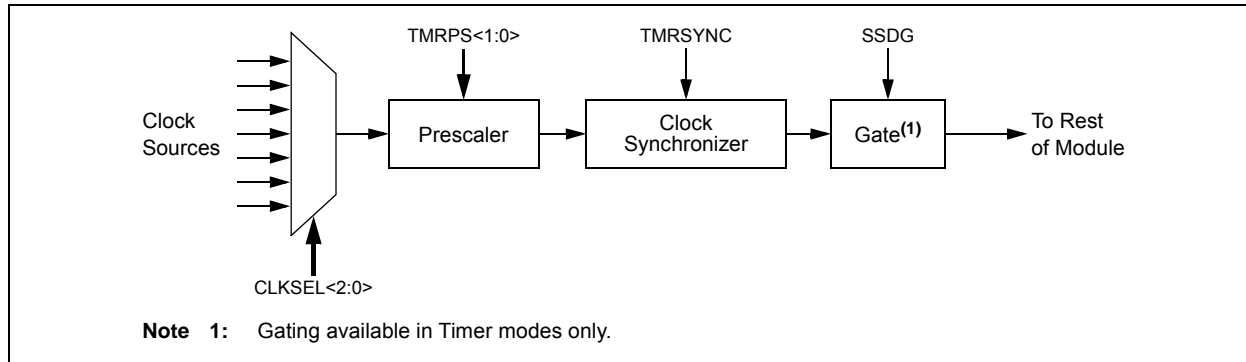 TMRPS<1:0>
TMRSYNC
SSDG
Clock
Sources
Prescaler
Clock
Synchronizer
Gate(1)
To Rest
of Module
CLKSEL<2:0>
Note 1: Gating available in Timer modes only.